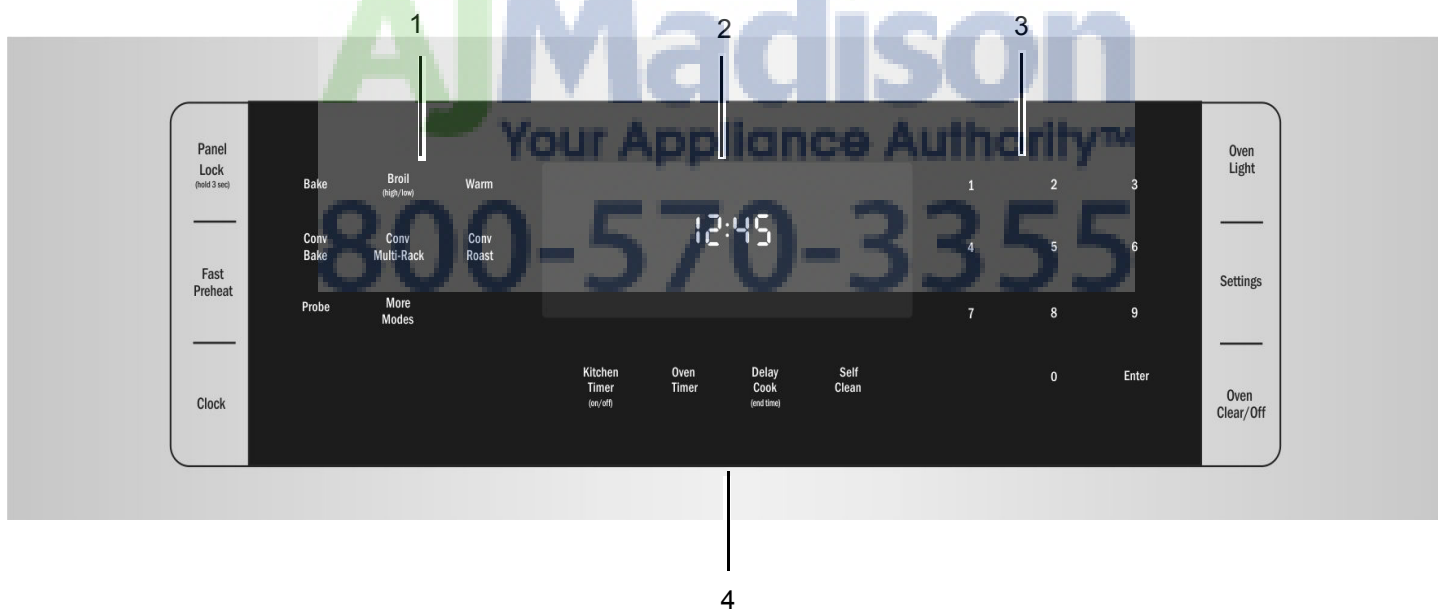 1
2
3
AJMadison
Your Appliance Authority™
800-570-3355
Panel
Lock
(hold 3 sec)
Fast
Preheat
Clock
Bake
Broil
(high/low)
Warm
Conv
Bake
Conv
Multi-Rack
Conv
Roast
Probe
More
Modes
12:45
Kitchen
Timer
(on/off)
Oven
Timer
Delay
Cook
(end time)
Self
Clean
1 2 3
4 5 6
7 8 9
0 Enter
Oven
Light
Settings
Oven
Clear/Off
4